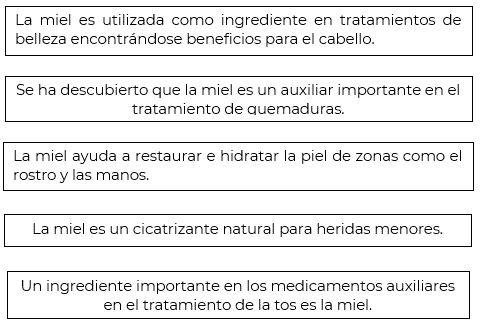 La miel es utilizada como ingrediente en tratamientos de
belleza encontrándose beneficios para el cabello.
Se ha descubierto que la miel es un auxiliar importante en el
tratamiento de quemaduras.
La miel ayuda a restaurar e hidratar la piel de zonas como el
rostro y las manos.
La miel es un cicatrizante natural para heridas menores.
Un ingrediente importante en los medicamentos auxiliares
en el tratamiento de la tos es la miel.